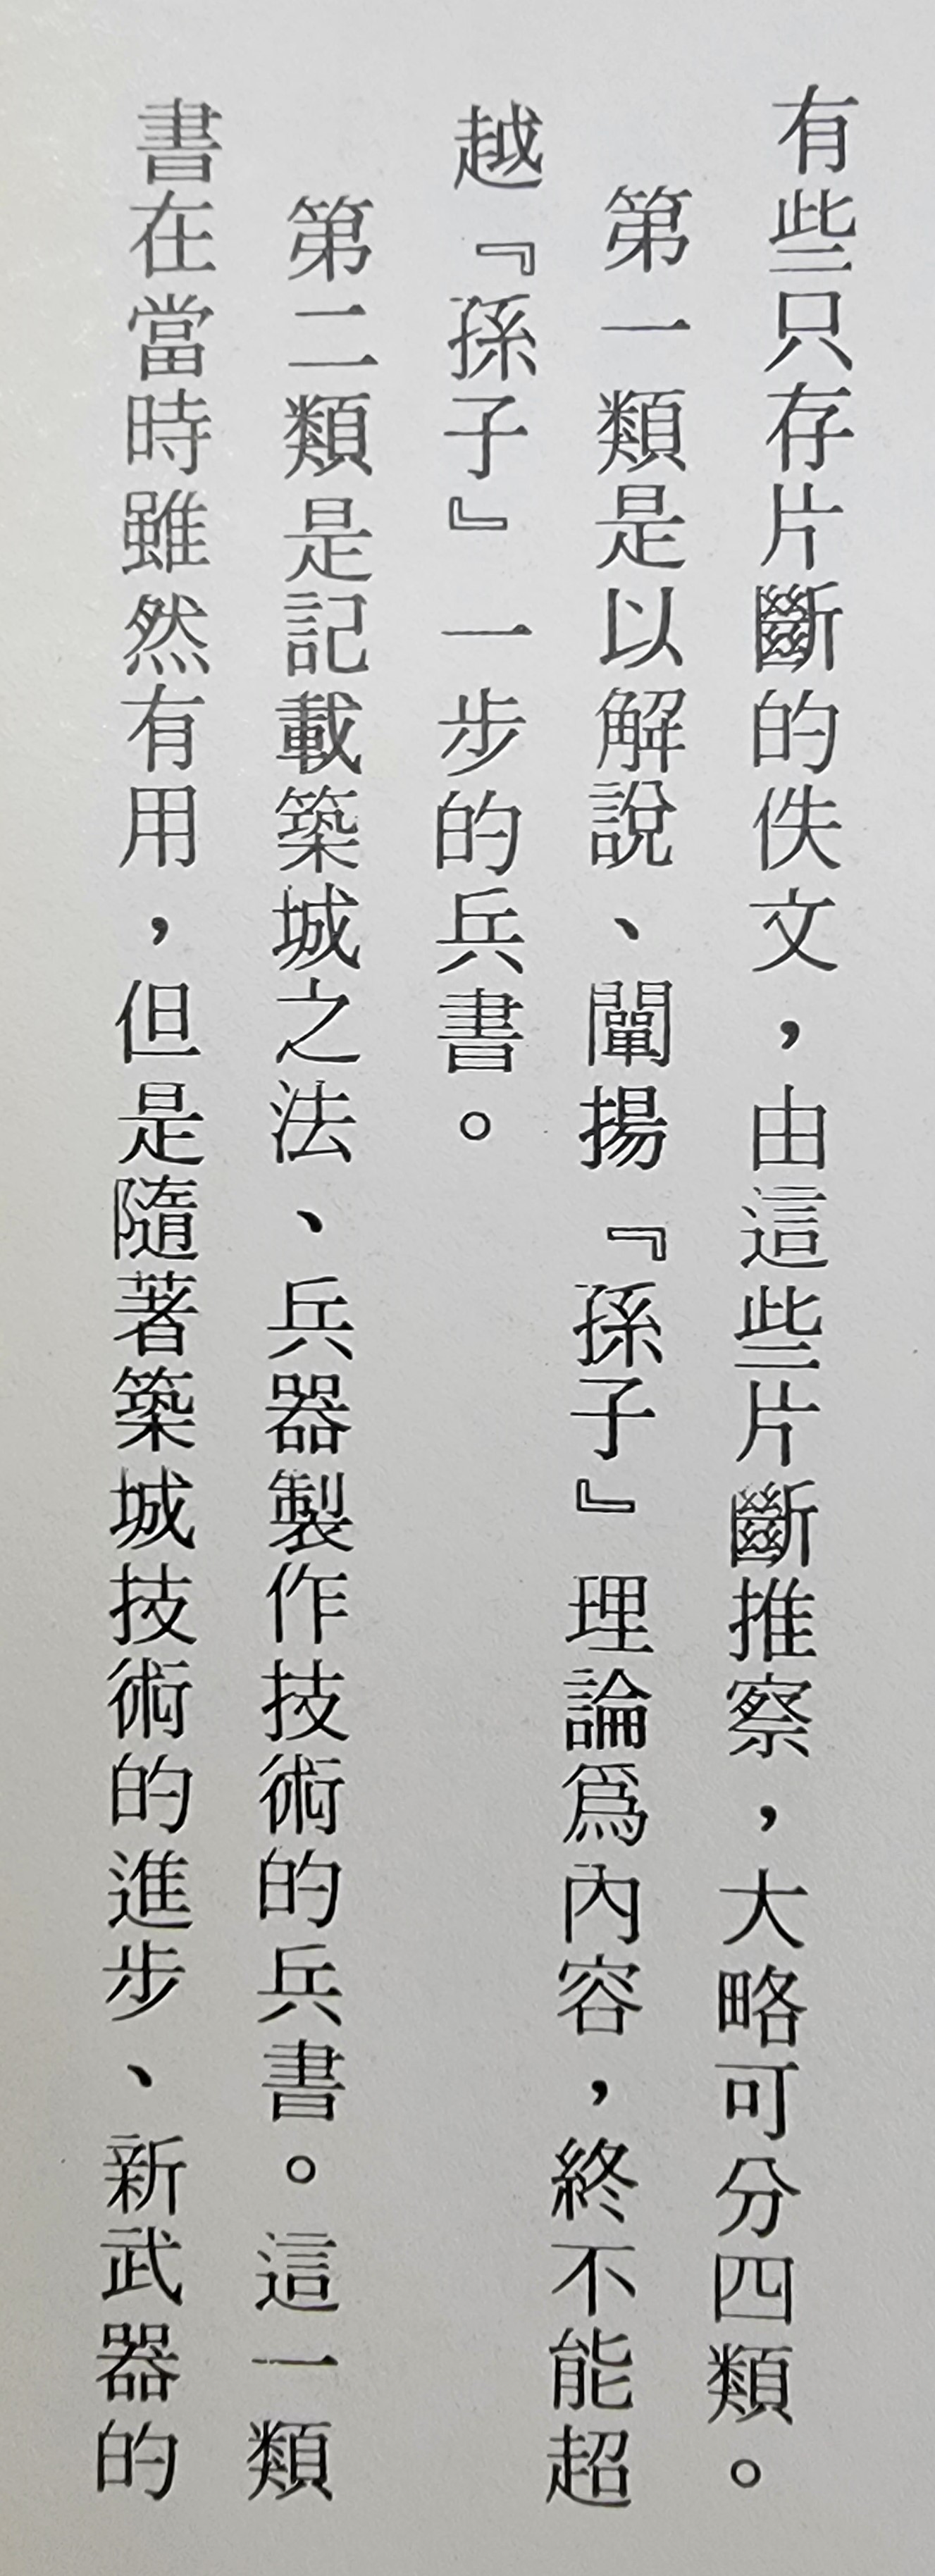 有些只存片斷的佚文，由這些片斷推察，大略可分四類。
第一類是以解說、闡揚『孫子』理論爲內容，終不能超
越『孫子』一步的兵書。
第二類是記載築城之法、兵器製作技術的兵書。這一類
書在當時雖然有用，但是隨著築城技術的進步、新武器的